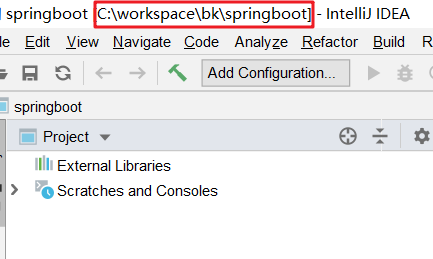 ] springboot [C:\workspace\bk\springboot] - IntelliJ IDEA
Edit View Navigate Code Analyze Refactor Build
Add Configuration...
springboot
Project
External Libraries
Scratches and Consoles